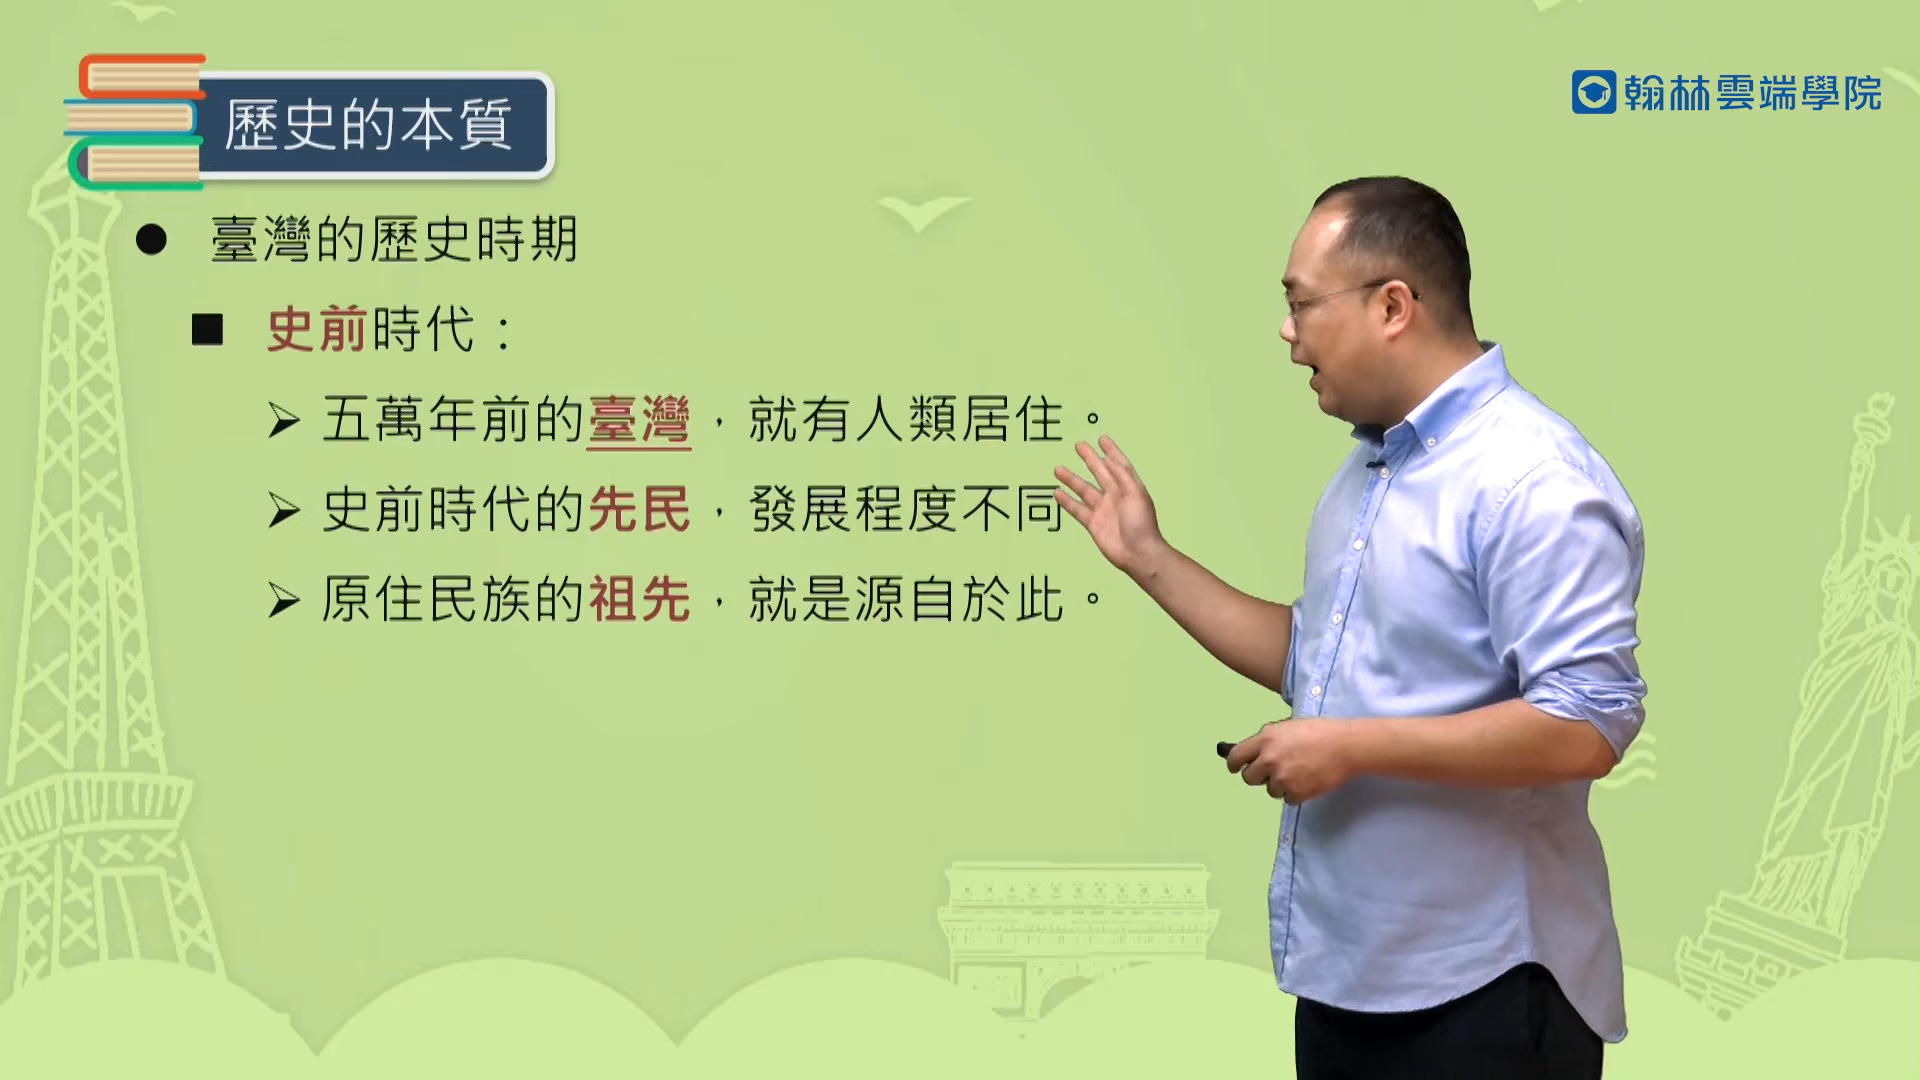 歷史的本質
翰林雲端學院
臺灣的歷史時期
史前時代：
五萬年前的臺灣，就有人類居住。
史前時代的先民，發展程度不同
原住民族的祖先，就是源自於此。